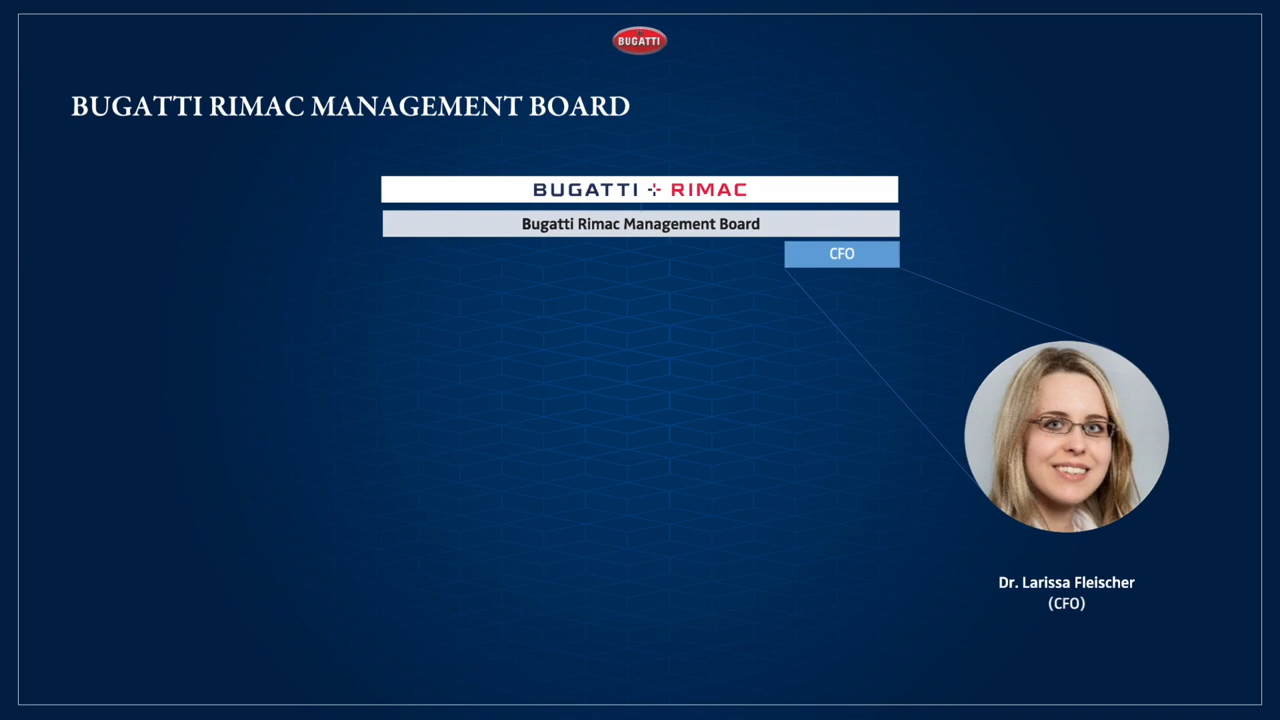 BUGATTI
BUGATTI RIMAC MANAGEMENT BOARD
BUGATTI RIMAC
Bugatti Rimac Management Board
CFO
Dr. Larissa Fleischer
(CFO)